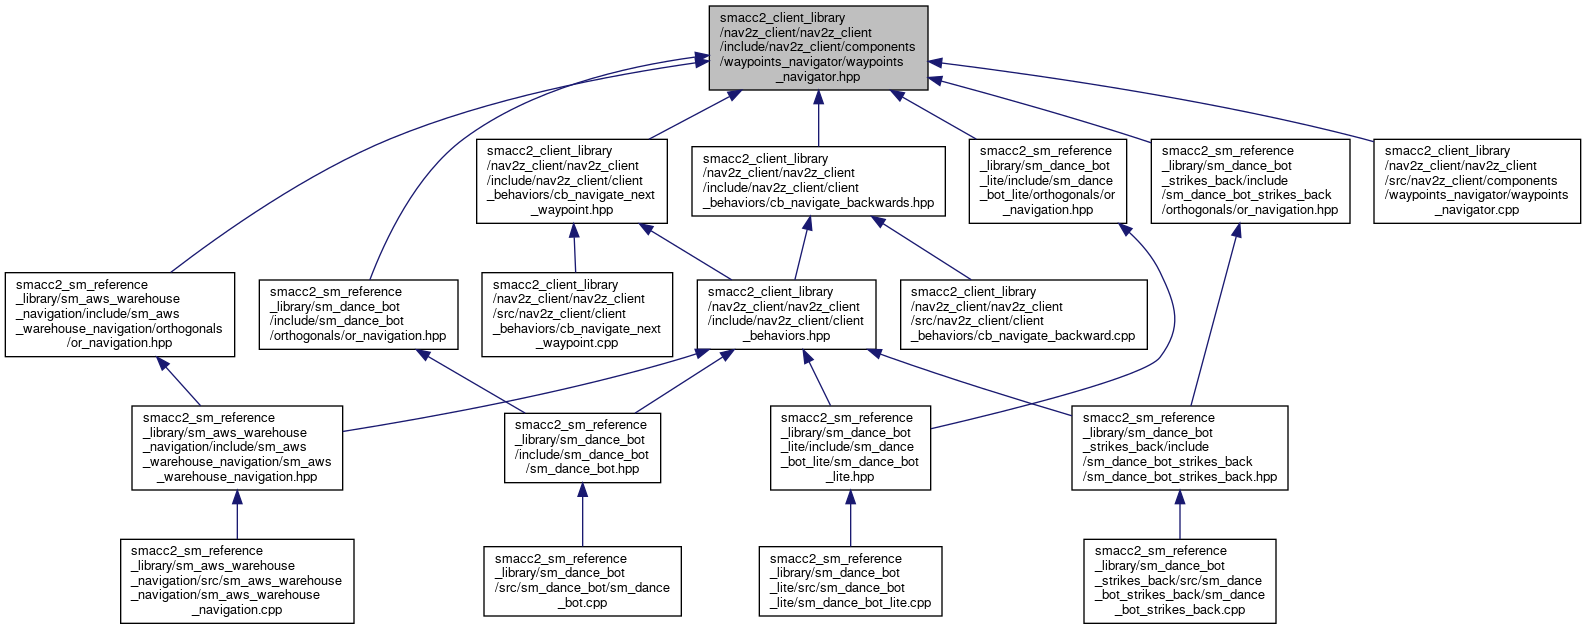 smacc2_client_library
/nav2z_client/nav2z_client
/include/nav2z_client/components
/waypoints_navigator/waypoints
_navigator.hpp
smacc2_client_library
/nav2z_client/nav2z_client
/include/nav2z_client/client
_behaviors/cb_navigate_next
_waypoint.hpp
smacc2_client_library
/nav2z_client/nav2z_client
/include/nav2z_client/client
_behaviors/cb_navigate_backwards.hpp
smacc2_sm_reference
_library/sm_dance_bot
_lite/include/sm_dance
_bot_lite/orthogonals/or
_navigation.hpp
smacc2_sm_reference
_library/sm_dance_bot
_strikes_back/include
/sm_dance_bot_strikes_back
/orthogonals/or_navigation.hpp
smacc2_client_library
/nav2z_client/nav2z_client
/src/nav2z_client/components
/waypoints_navigator/waypoints
_navigator.cpp
smacc2_sm_reference
_library/sm_aws_warehouse
_navigation/include/sm_aws
_warehouse_navigation/orthogonals
/or_navigation.hpp
smacc2_sm_reference
_library/sm_dance_bot
/include/sm_dance_bot
/orthogonals/or_navigation.hpp
smacc2_client_library
/nav2z_client/nav2z_client
/src/nav2z_client/client
_behaviors/cb_navigate_next
_waypoint.cpp
smacc2_client_library
/nav2z_client/nav2z_client
/include/nav2z_client/client
_behaviors.hpp
smacc2_client_library
/nav2z_client/nav2z_client
/src/nav2z_client/client
_behaviors/cb_navigate_backward.cpp
smacc2_sm_reference
_library/sm_aws_warehouse
_navigation/include/sm_aws
_warehouse_navigation/sm_aws
_warehouse_navigation.hpp
smacc2_sm_reference
_library/sm_dance_bot
/include/sm_dance_bot
/sm_dance_bot.hpp
smacc2_sm_reference
_library/sm_dance_bot
_lite/include/sm_dance
_bot_lite/sm_dance_bot
_lite.hpp
smacc2_sm_reference
_library/sm_dance_bot
_strikes_back/include
/sm_dance_bot_strikes_back
/sm_dance_bot_strikes_back.hpp
smacc2_sm_reference
_library/sm_aws_warehouse
_navigation/src/sm_aws_warehouse
_navigation/sm_aws_warehouse
_navigation.cpp
smacc2_sm_reference
_library/sm_dance_bot
/src/sm_dance_bot/sm_dance
_bot.cpp
smacc2_sm_reference
_library/sm_dance_bot
_lite/src/sm_dance_bot
_lite/sm_dance_bot_lite.cpp
smacc2_sm_reference
_library/sm_dance_bot
_strikes_back/src/sm_dance
_bot_strikes_back/sm_dance
_bot_strikes_back.cpp